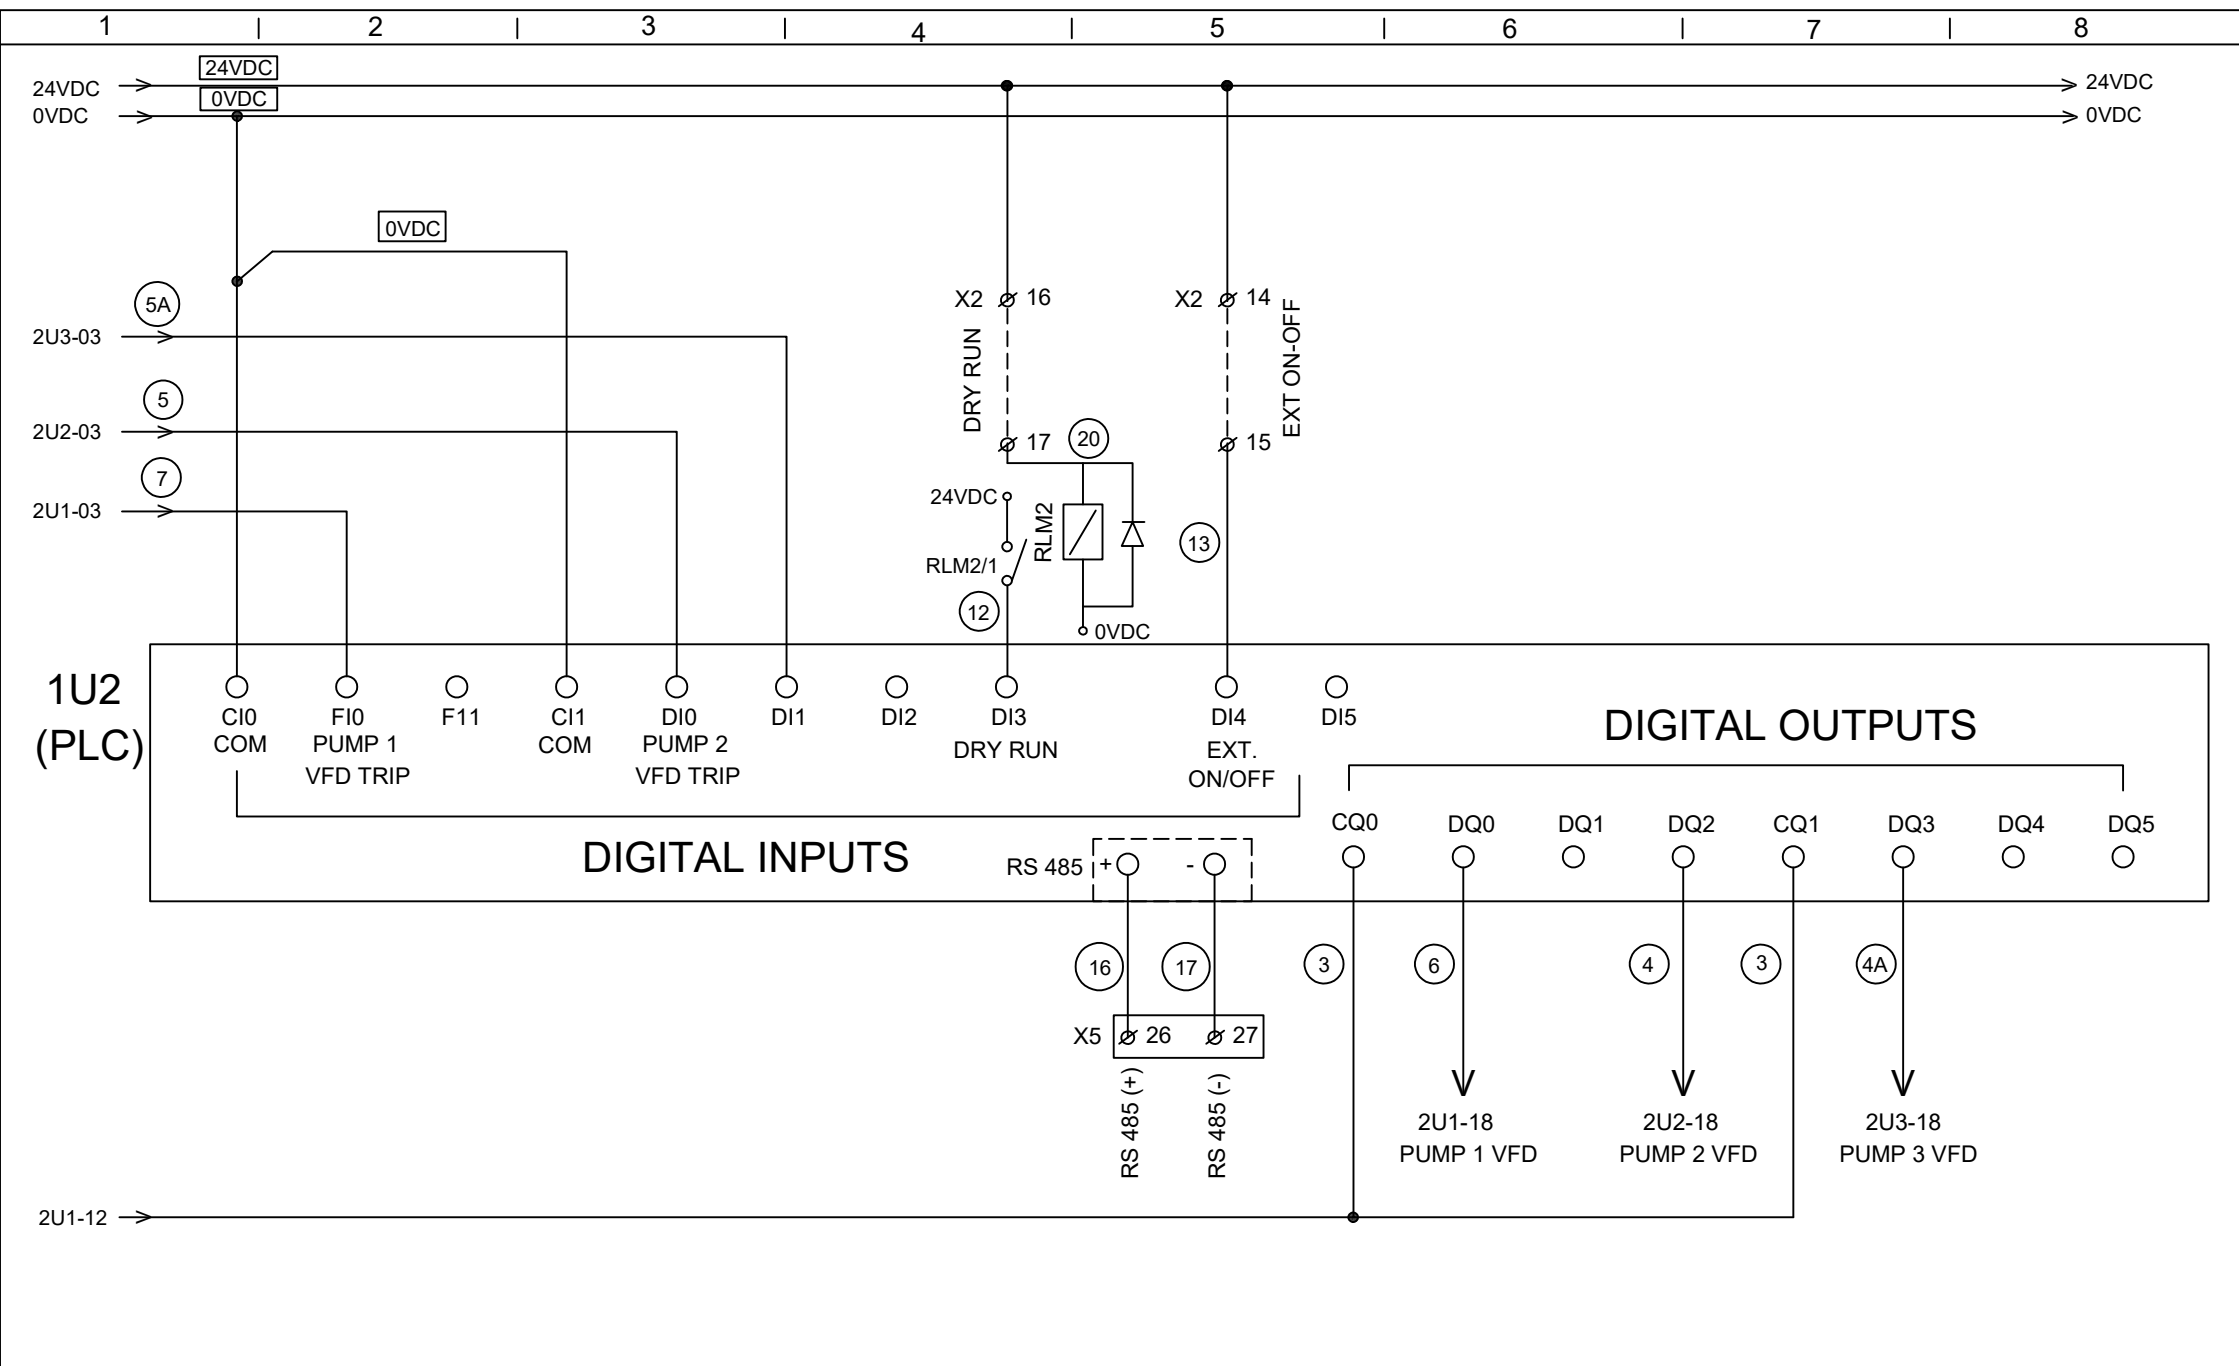 1 2 3 4 5 6 7 8
24VDC
24VDC 24VDC
0VDC
0VDC 0VDC
0VDC
5A
X2 16 X2 14
2U3-03
DRY RUN
EXT ON-OFF
5
2U2-03
17 20 15
7
24VDC
2U1-03
RLM2
13
RLM2/1
12
0VDC
1U2
(PLC)
CI0 FI0 F11 CI1 DI0 DI1 DI2 DI3 DI4 DI5
COM PUMP 1 COM PUMP 2 DRY RUN EXT.
VFD TRIP VFD TRIP ON/OFF
DIGITAL OUTPUTS
CQ0 DQ0 DQ1 DQ2 CQ1 DQ3 DQ4 DQ5
DIGITAL INPUTS
RS 485 + -
16 17 3 6 4 3 4A
X5 26 27
RS 485 (+)
RS 485 (-)
2U1-18 2U2-18 2U3-18
PUMP 1 VFD PUMP 2 VFD PUMP 3 VFD
2U1-12